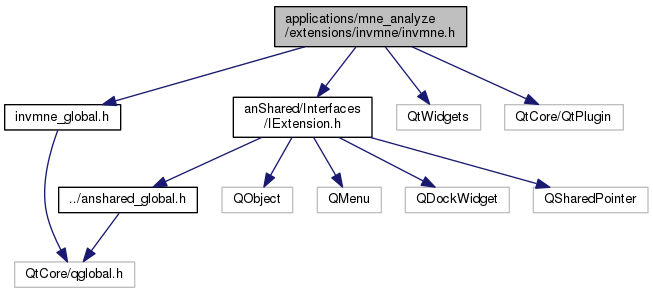 applications/mne_analyze
/extensions/invmne/invmne.h
invmne_global.h
anShared/Interfaces
/IExtension.h
QtWidgets
QtCore/QtPlugin
../anshared_global.h
QObject
QMenu
QDockWidget
QSharedPointer
QtCore/qglobal.h